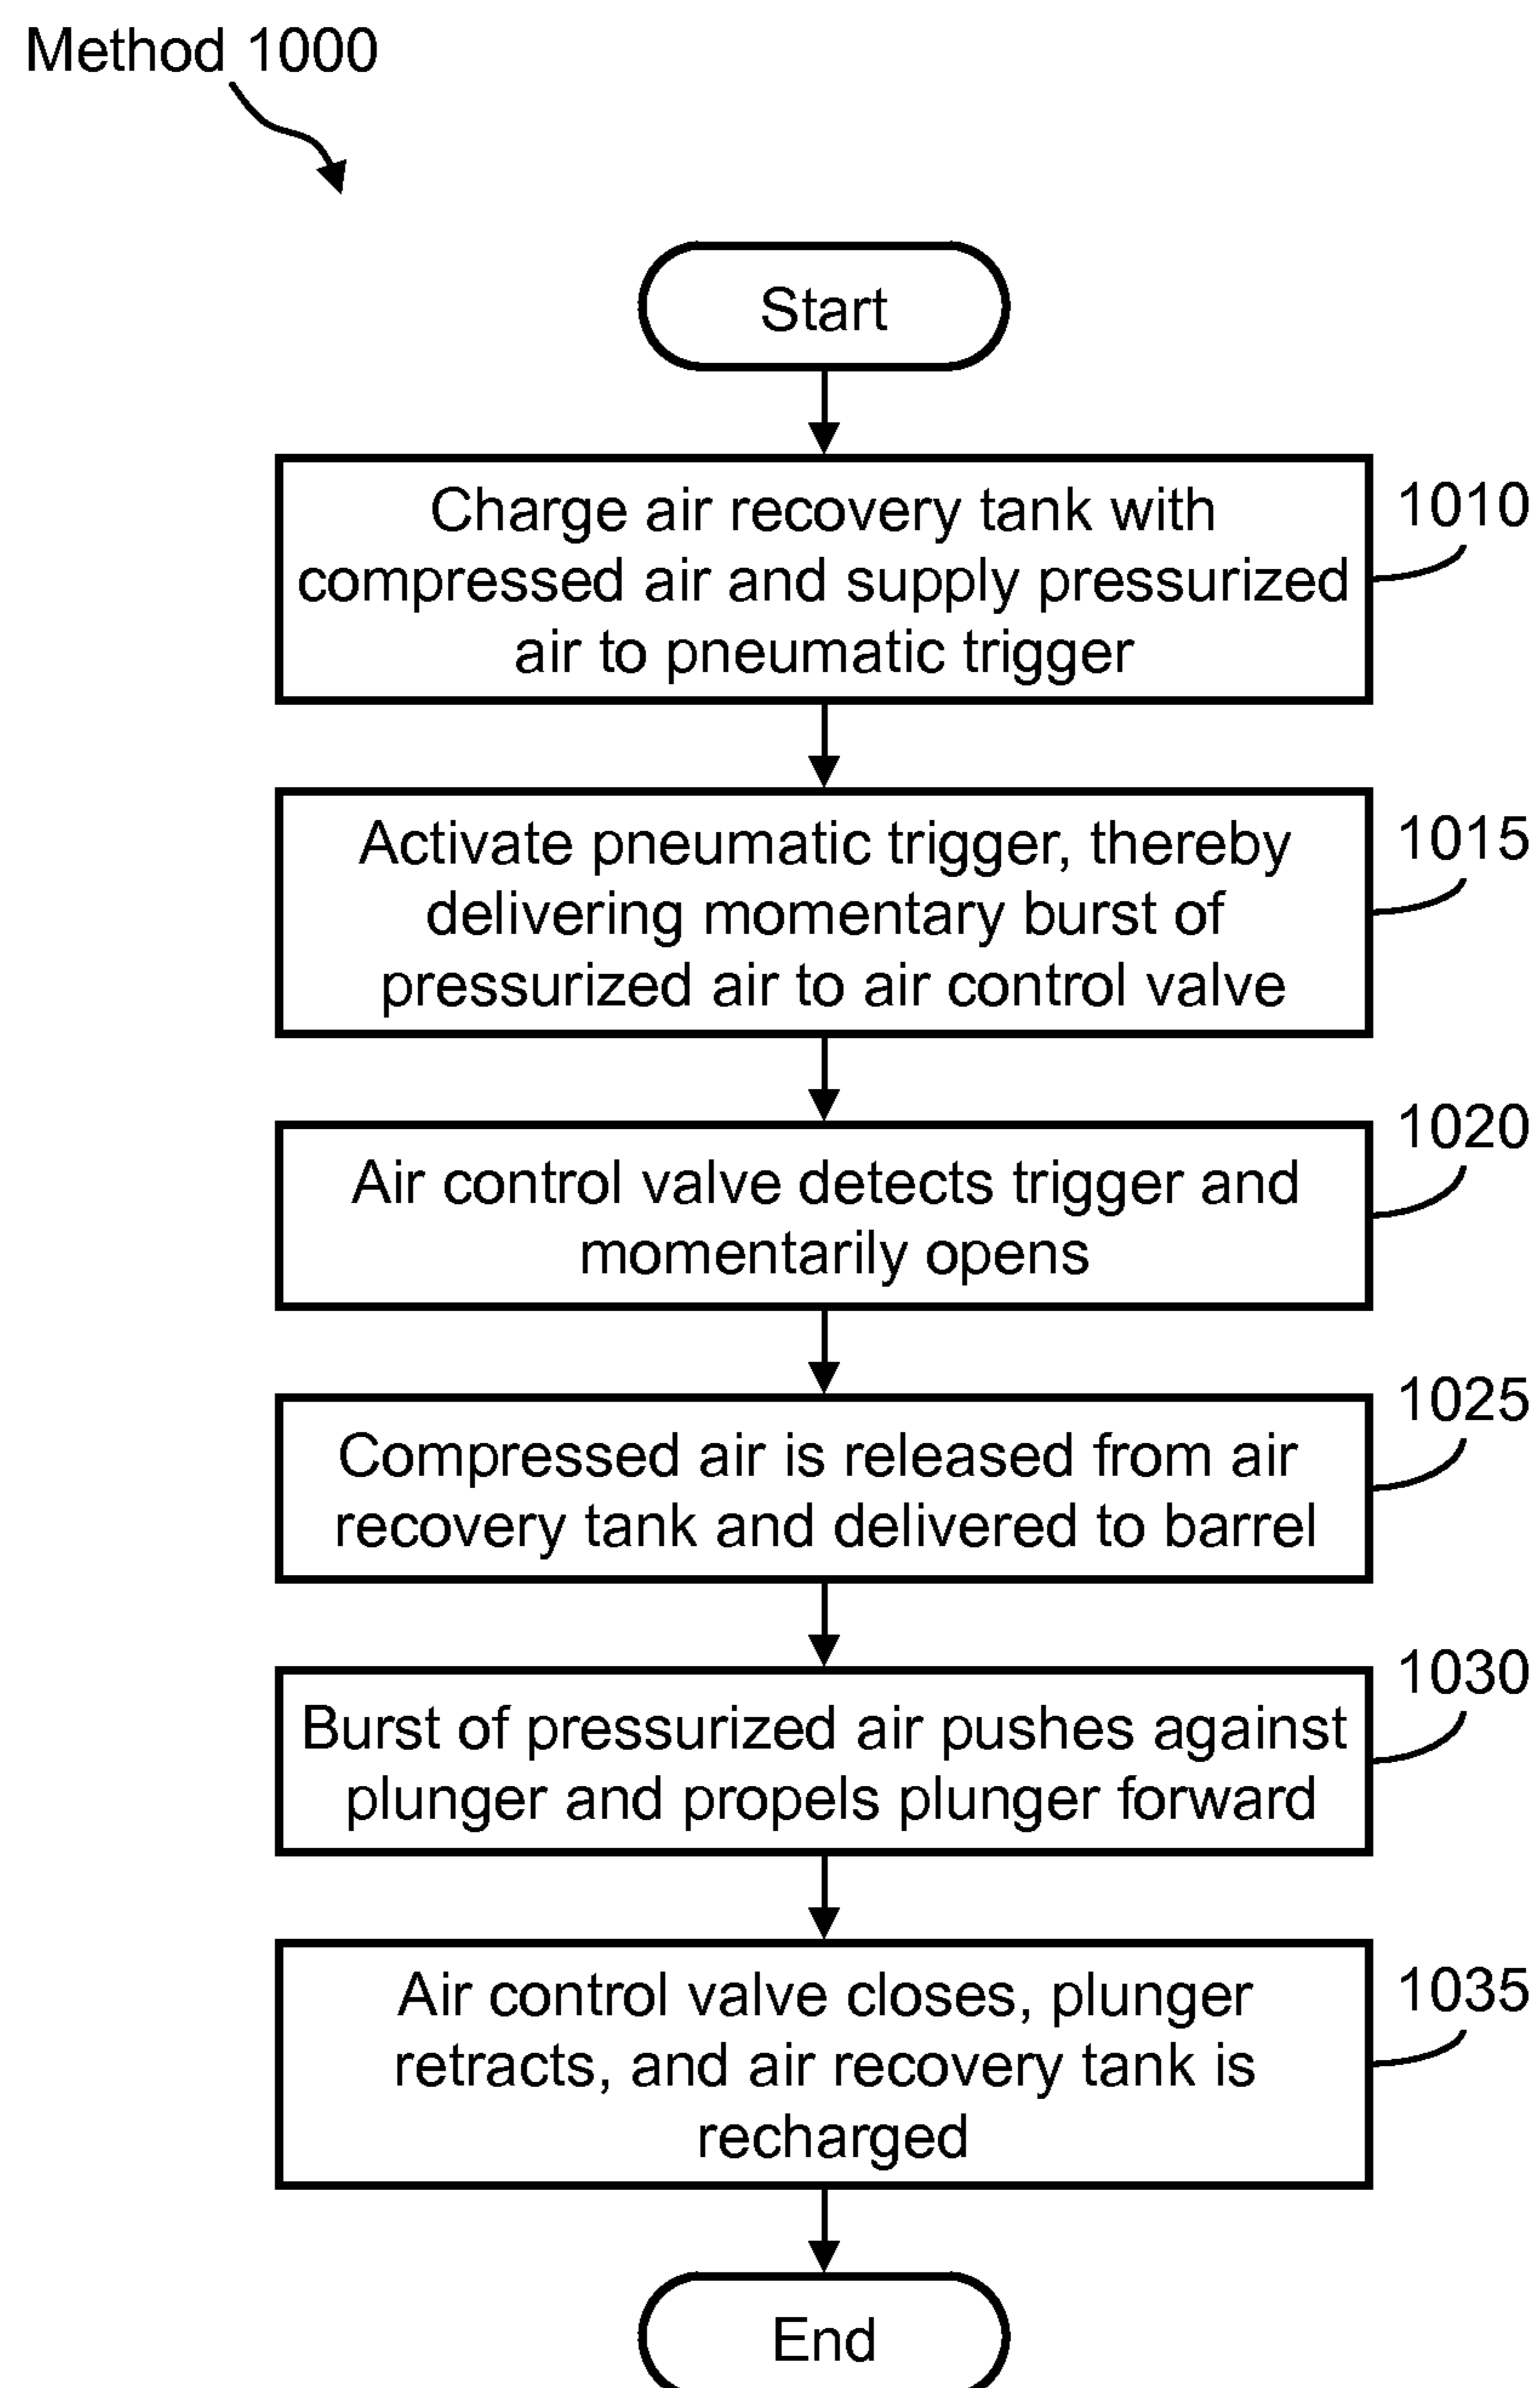 Method 1000
Start
Charge air recovery tank with
compressed air and supply pressurized
air to pneumatic trigger
1010
Activate pneumatic trigger, thereby
delivering momentary burst of
pressurized air to air control valve
1015
Air control valve detects trigger and
momentarily opens
1020
Compressed air is released from air
recovery tank and delivered to barrel
1025
Burst of pressurized air pushes against
plunger and propels plunger forward
1030
Air control valve closes, plunger
retracts, and air recovery tank is
recharged
1035
End